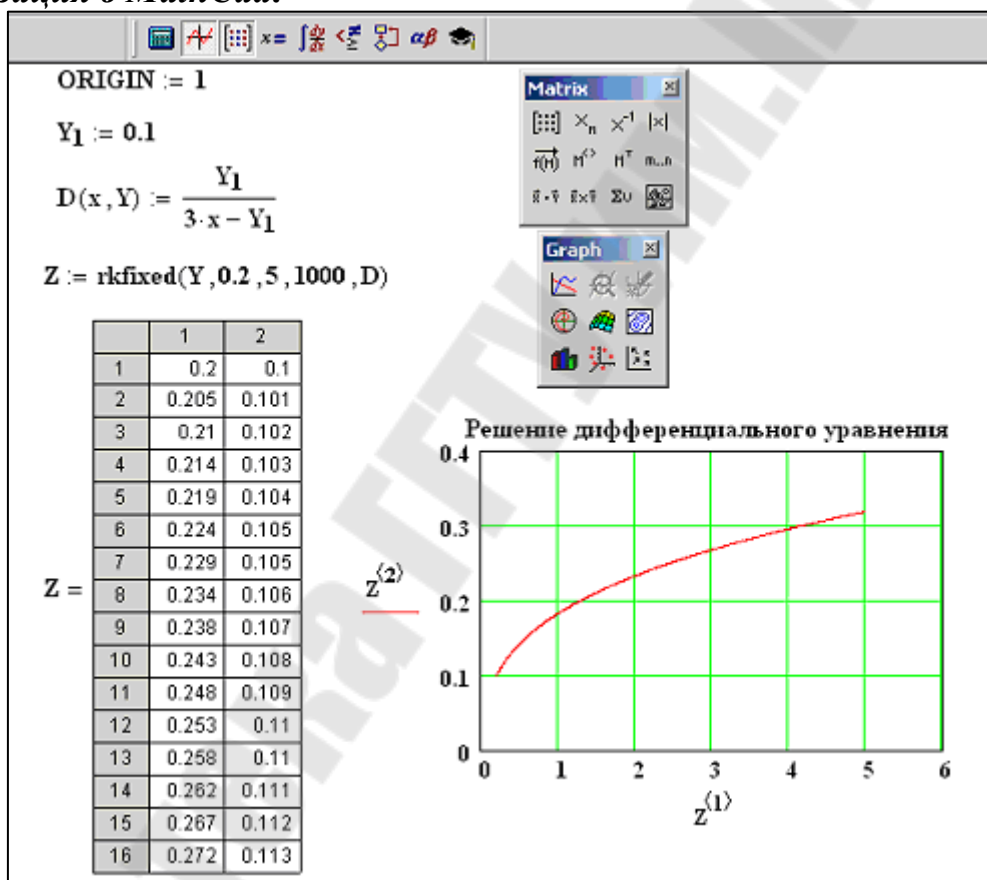 в MathCad.
ORIGIN := 1
Y1 := 0.1
D(x,Y) := Y1 / (3·x − Y1)
Z := rkfixed(Y,0.2,5,1000,D)
Matrix
Graph
Z =
1 2
1 0.2 0.1
2 0.205 0.101
3 0.21 0.102
4 0.214 0.103
5 0.219 0.104
6 0.224 0.105
7 0.229 0.105
8 0.234 0.106
9 0.238 0.107
10 0.243 0.108
11 0.248 0.109
12 0.253 0.11
13 0.258 0.11
14 0.262 0.111
15 0.267 0.112
16 0.272 0.113
Решение дифференциального уравнения
0.4
0.3
0.2
0.1
0
Z⟨2⟩
0 1 2 3 4 5 6
Z⟨1⟩